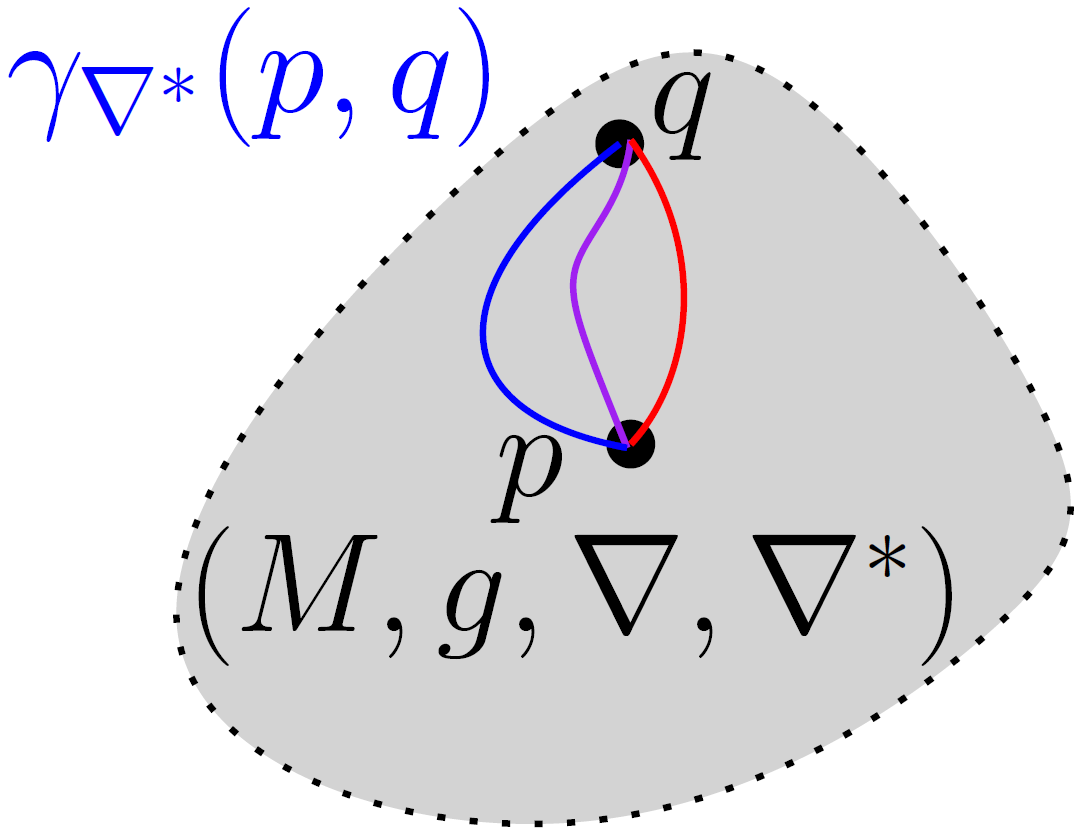 γ∇*(p, q)
q
p
(M, g, ∇, ∇*)